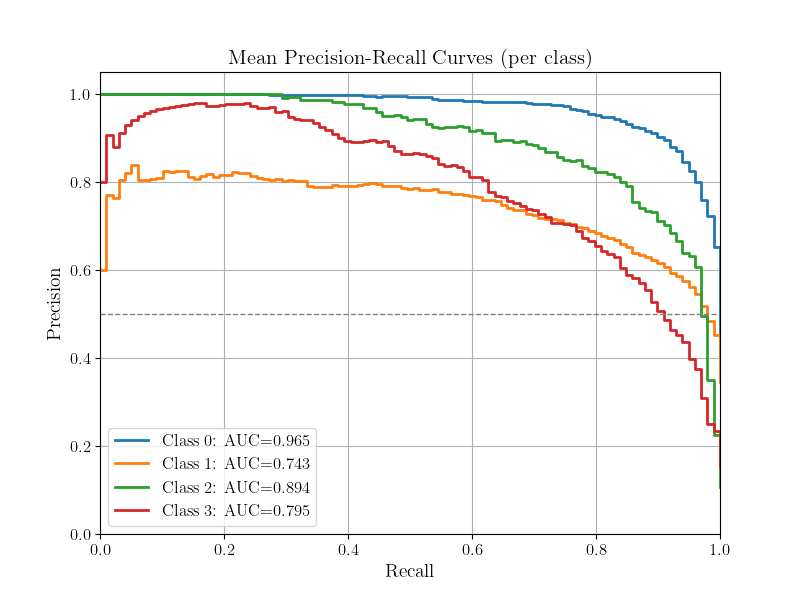 Mean Precision-Recall Curves (per class)
1.0
0.8
0.6
0.4
0.2
0.0
Precision
Class 0: AUC=0.965
Class 1: AUC=0.743
Class 2: AUC=0.894
Class 3: AUC=0.795
0.0 0.2 0.4 0.6 0.8 1.0
Recall